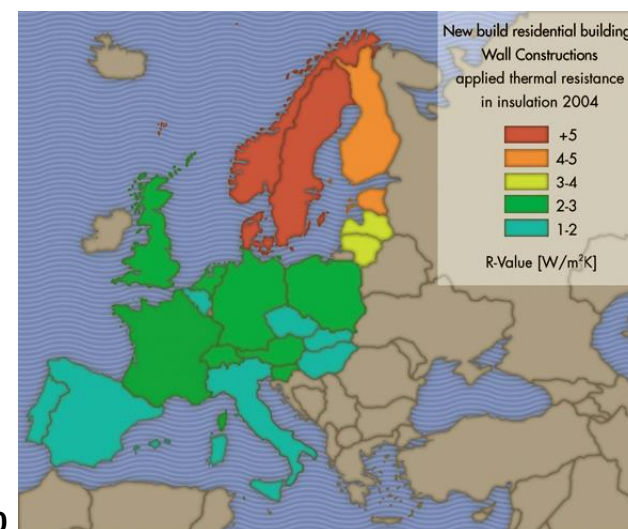 New build residential building
Wall Constructions
applied thermal resistance
in insulation 2004
+5
4-5
3-4
2-3
1-2
R-Value [W/m²K]